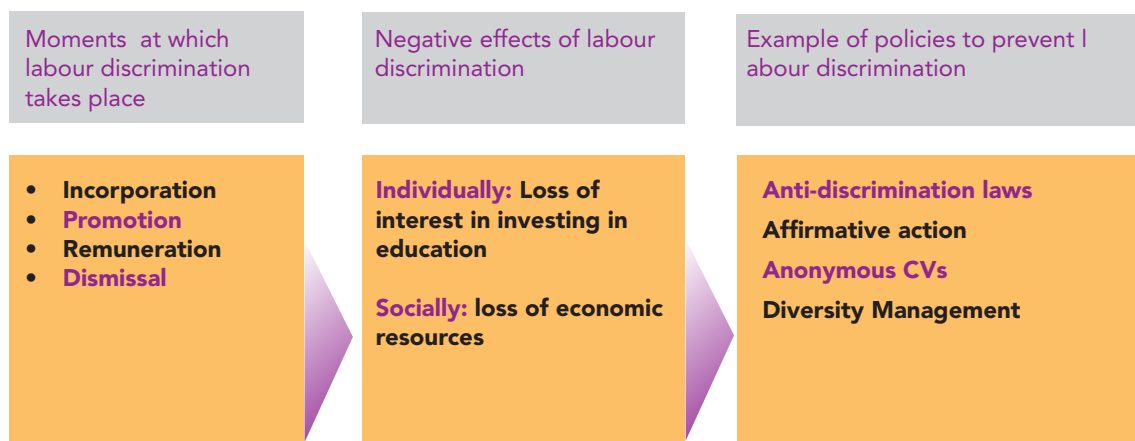 Moments at which
labour discrimination
takes place
Negative effects of labour
discrimination
Example of policies to prevent l
abour discrimination
• Incorporation
• Promotion
• Remuneration
• Dismissal
Individually: Loss of
interest in investing in
education
Socially: loss of economic
resources
Anti-discrimination laws
Affirmative action
Anonymous CVs
Diversity Management